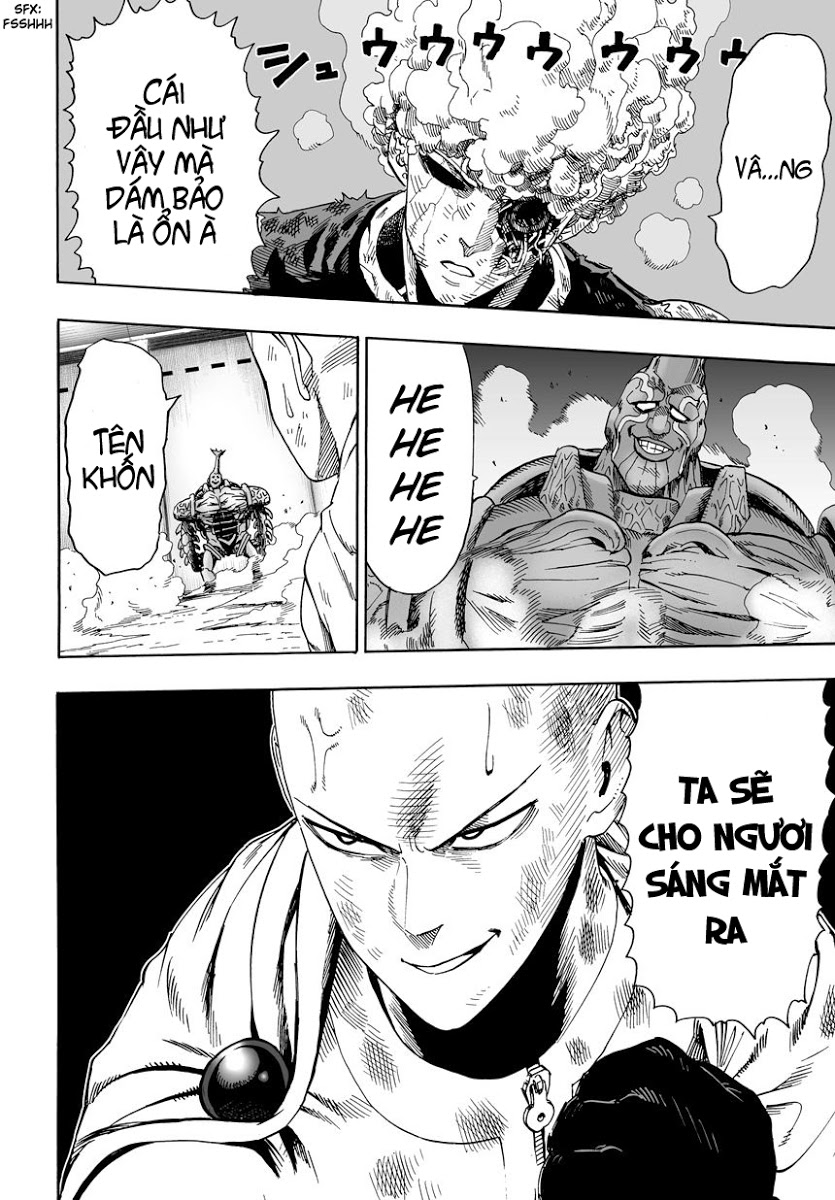 SFX:
FSSHHH
シュウウウウウウウ
VÂ...NG
CÁI
ĐẦU NHƯ
VẬY MÀ
DÁM BẢO
LÀ ỔN À
HE
HE
HE
HE
TÊN
KHỐN
TA SẼ
CHO NGƯƠI
SÁNG MẮT
RA